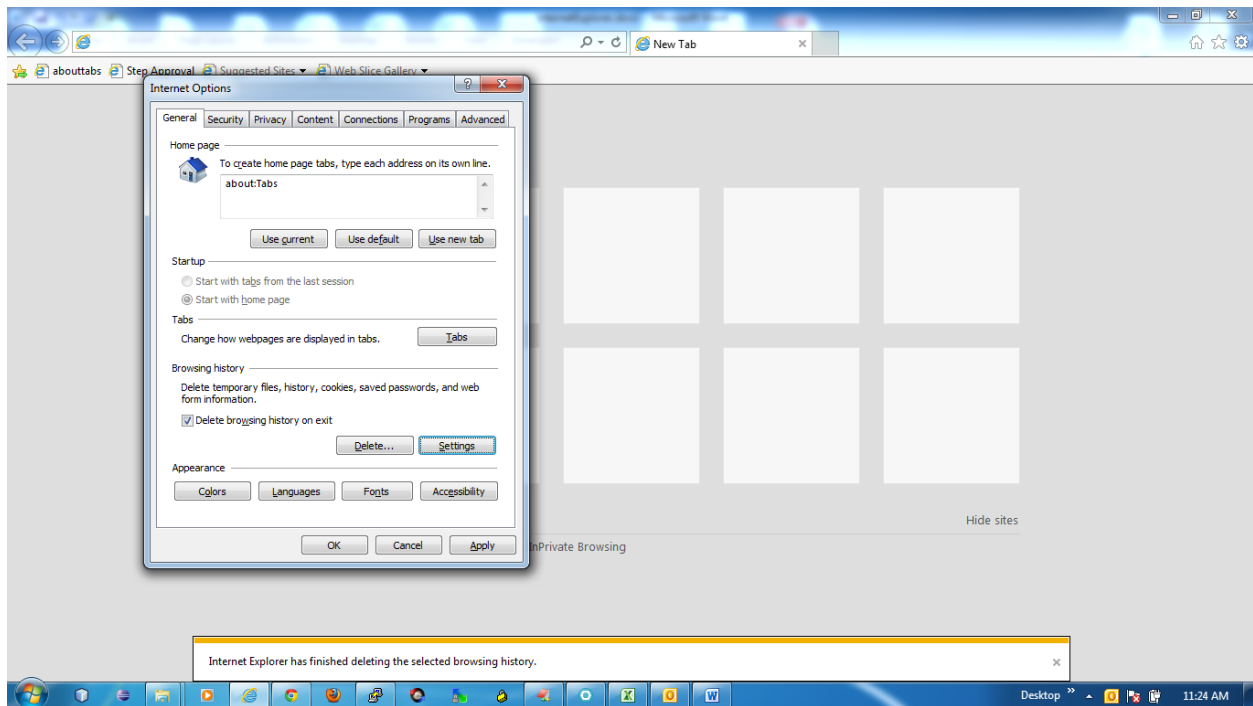 New Tab
abouttabs Step Approval Suggested Sites Web Slice Gallery
Internet Options
General Security Privacy Content Connections Programs Advanced
Home page
To create home page tabs, type each address on its own line.
about:Tabs
Use current Use default Use new tab
Startup
Start with tabs from the last session
Start with home page
Tabs
Change how webpages are displayed in tabs. Tabs
Browsing history
Delete temporary files, history, cookies, saved passwords, and web
form information.
Delete browsing history on exit
Delete... Settings
Appearance
Colors Languages Fonts Accessibility
Hide sites
OK Cancel Apply
InPrivate Browsing
Internet Explorer has finished deleting the selected browsing history.
Desktop 11:24 AM